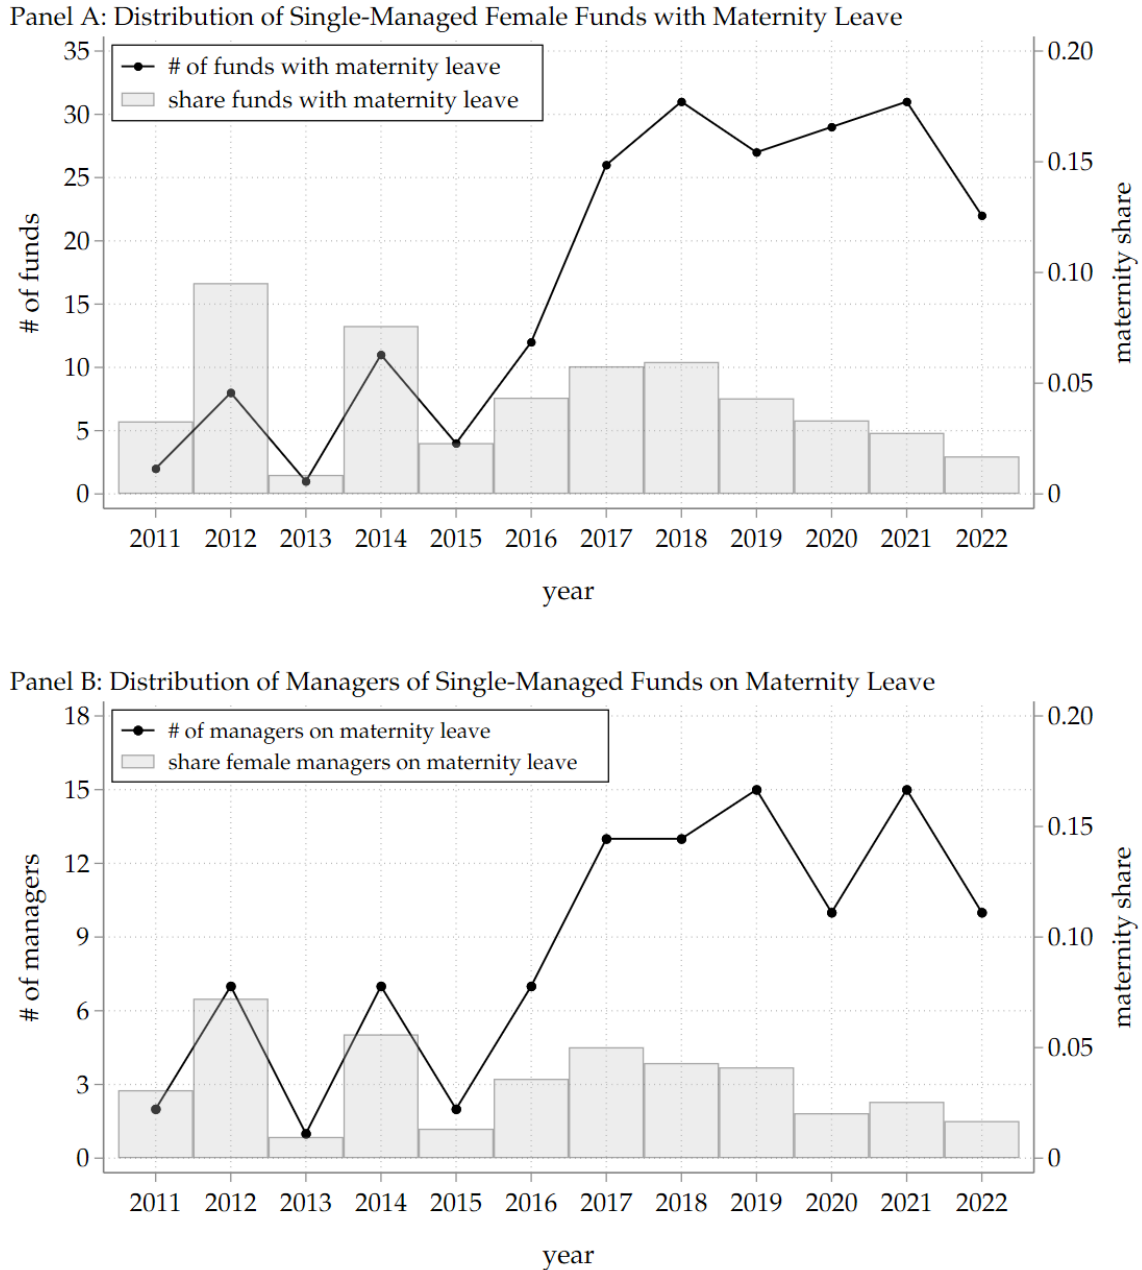 Panel A: Distribution of Single-Managed Female Funds with Maternity Leave
# of funds with maternity leave
share funds with maternity leave
35
30
25
20
15
10
5
0
# of funds
0.20
0.15
0.10
0.05
0
maternity share
2011 2012 2013 2014 2015 2016 2017 2018 2019 2020 2021 2022
year
Panel B: Distribution of Managers of Single-Managed Funds on Maternity Leave
# of managers on maternity leave
share female managers on maternity leave
18
15
12
9
6
3
0
# of managers
0.20
0.15
0.10
0.05
0
maternity share
2011 2012 2013 2014 2015 2016 2017 2018 2019 2020 2021 2022
year